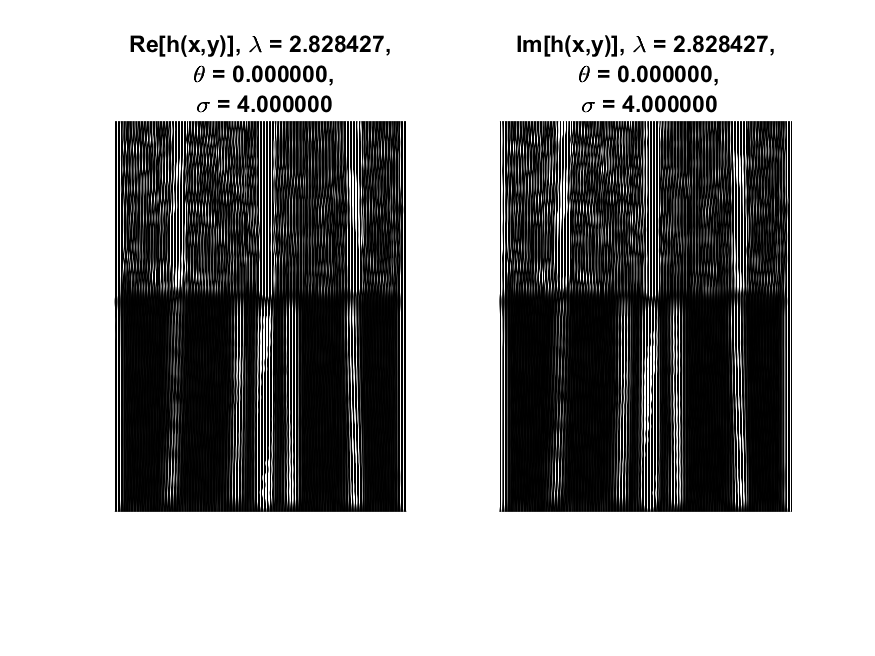 Re[h(x,y)], λ = 2.828427,
θ = 0.000000,
σ = 4.000000
Im[h(x,y)], λ = 2.828427,
θ = 0.000000,
σ = 4.000000